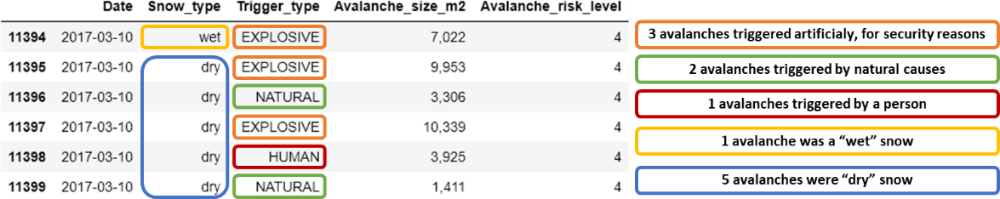 Date Snow_type Trigger_type Avalanche_size_m2 Avalanche_risk_level
11394 2017-03-10 wet EXPLOSIVE 7,022 4
11395 2017-03-10 dry EXPLOSIVE 9,953 4
11396 2017-03-10 dry NATURAL 3,306 4
11397 2017-03-10 dry EXPLOSIVE 10,339 4
11398 2017-03-10 dry HUMAN 3,925 4
11399 2017-03-10 dry NATURAL 1,411 4
3 avalanches triggered artificialy, for security reasons
2 avalanches triggered by natural causes
1 avalanches triggered by a person
1 avalanche was a “wet” snow
5 avalanches were “dry” snow